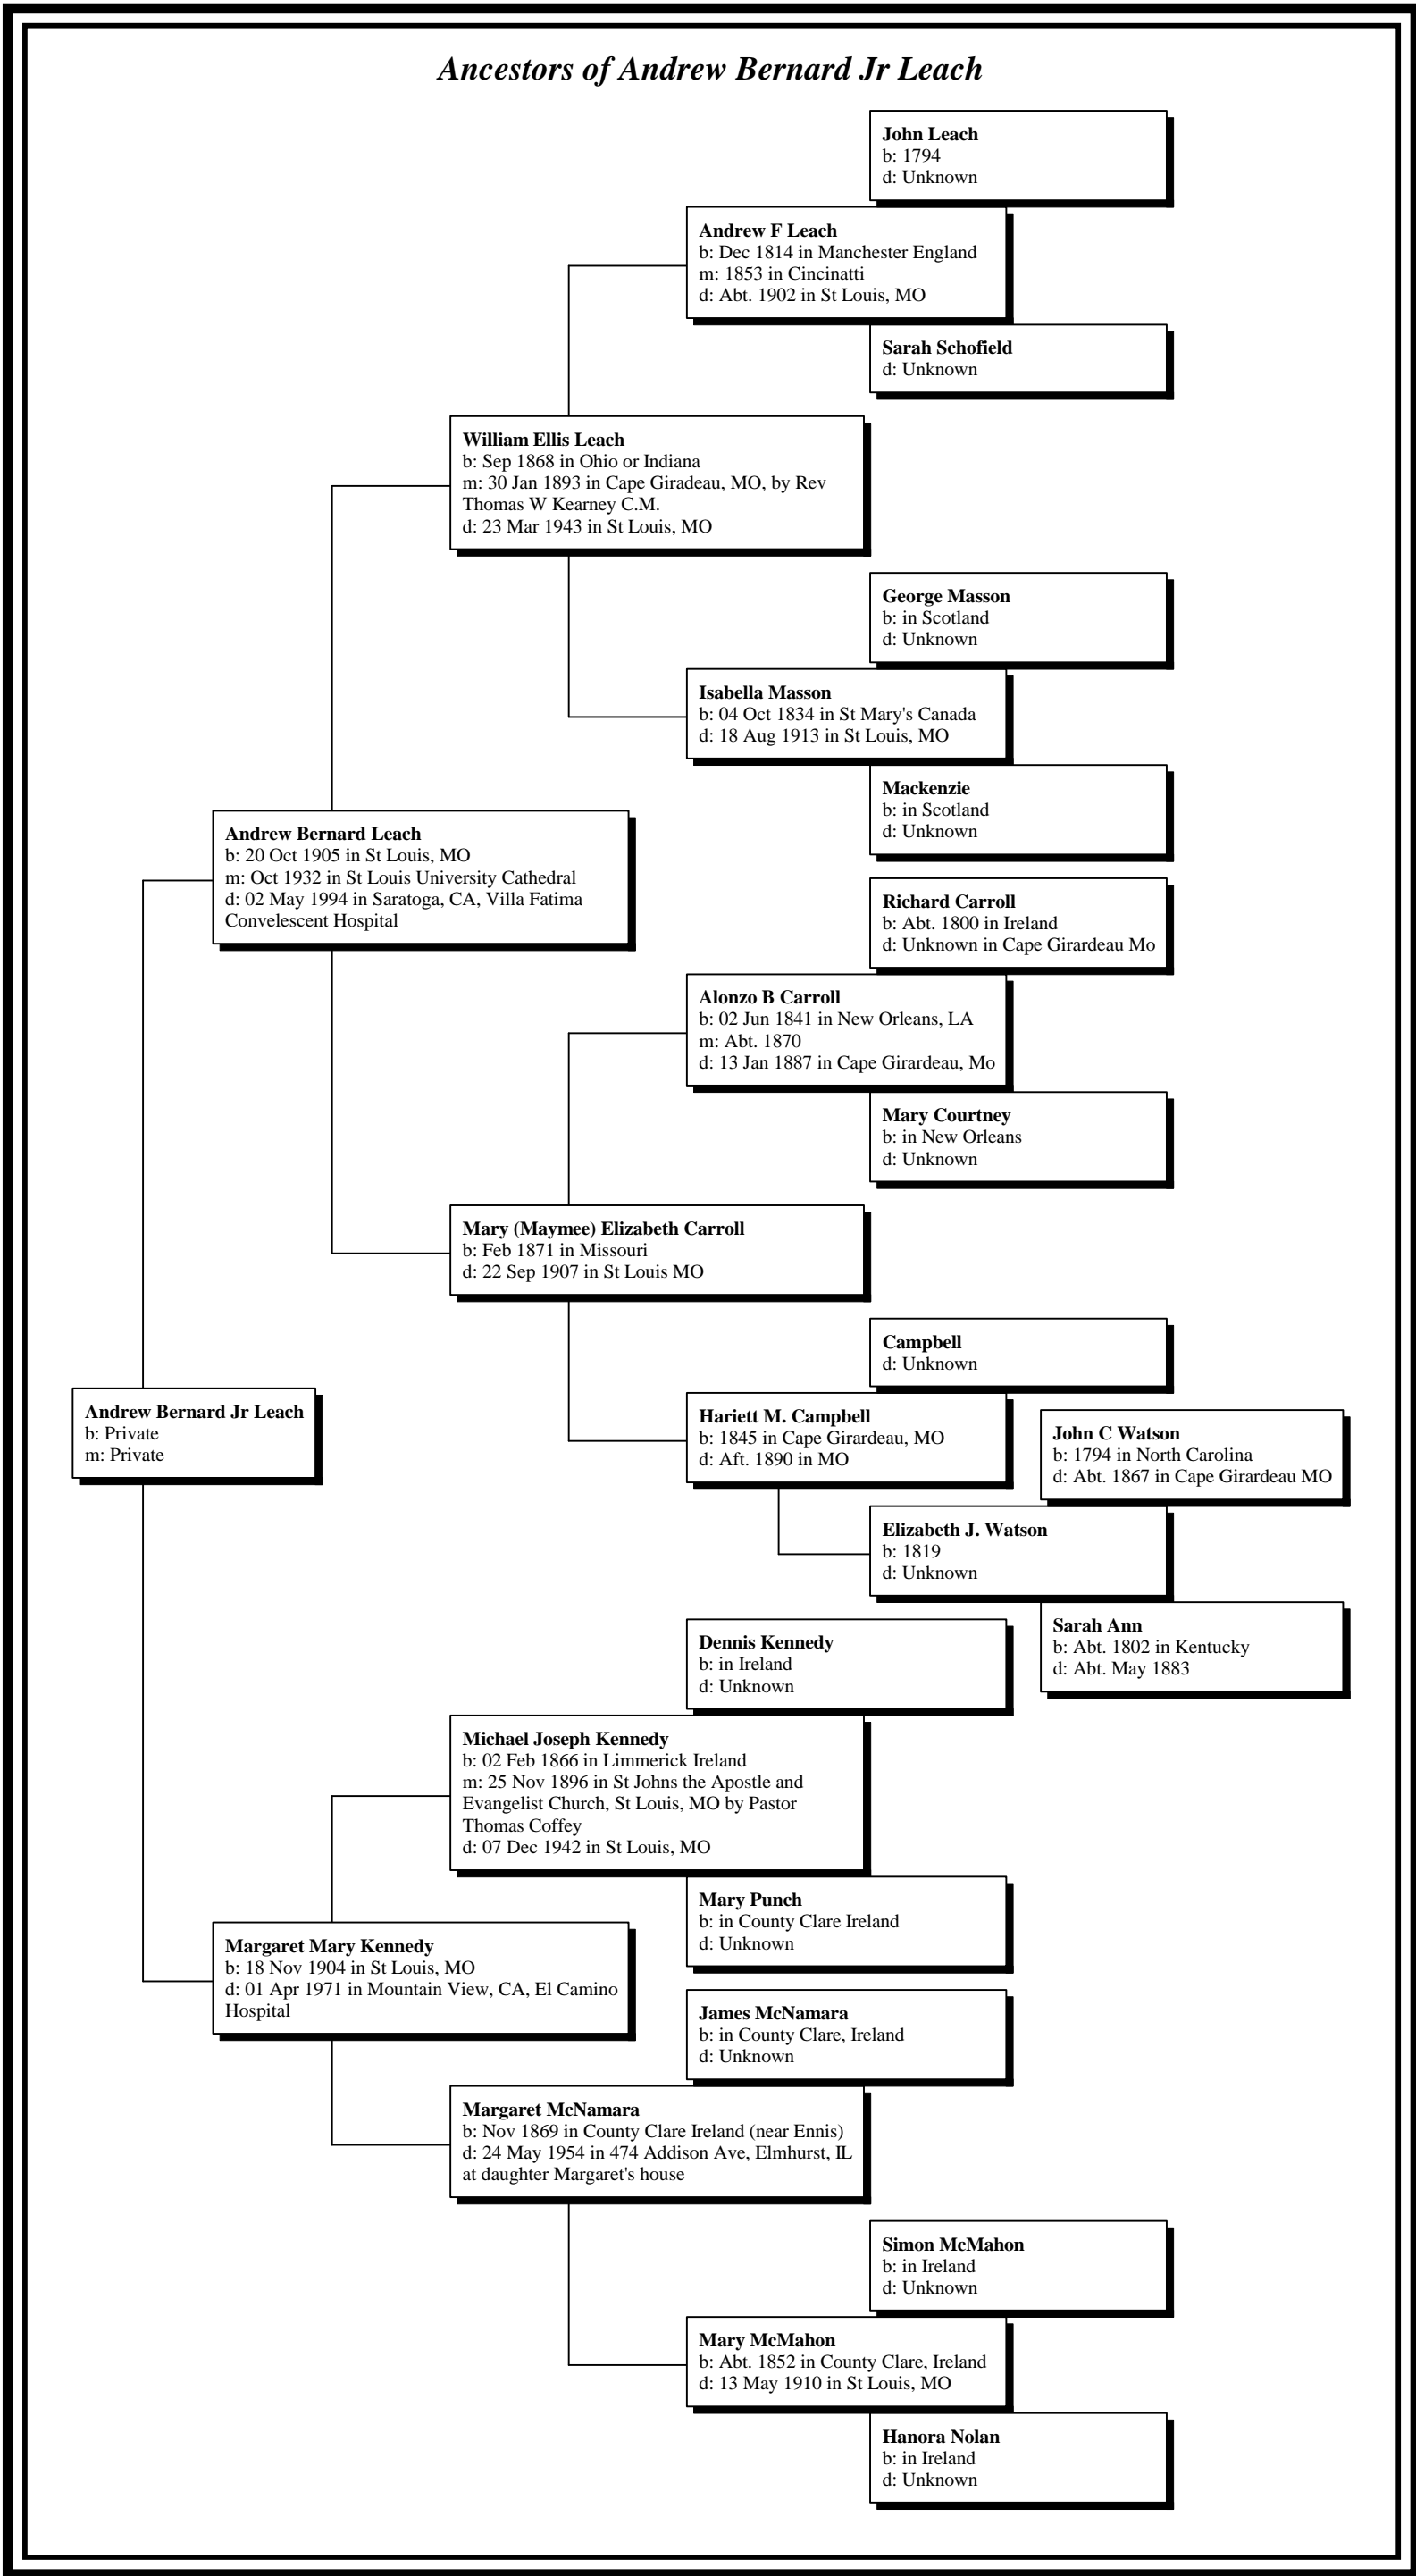 Ancestors of Andrew Bernard Jr Leach
John Leach
b: 1794
d: Unknown
Andrew F Leach
b: Dec 1814 in Manchester England
m: 1853 in Cincinatti
d: Abt. 1902 in St Louis, MO
Sarah Schofield
d: Unknown
William Ellis Leach
b: Sep 1868 in Ohio or Indiana
m: 30 Jan 1893 in Cape Giradeau, MO, by Rev
Thomas W Kearney C.M.
d: 23 Mar 1943 in St Louis, MO
George Masson
b: in Scotland
d: Unknown
Isabella Masson
b: 04 Oct 1834 in St Mary's Canada
d: 18 Aug 1913 in St Louis, MO
Mackenzie
b: in Scotland
d: Unknown
Andrew Bernard Leach
b: 20 Oct 1905 in St Louis, MO
m: Oct 1932 in St Louis University Cathedral
d: 02 May 1994 in Saratoga, CA, Villa Fatima
Convelescent Hospital
Richard Carroll
b: Abt. 1800 in Ireland
d: Unknown in Cape Girardeau Mo
Alonzo B Carroll
b: 02 Jun 1841 in New Orleans, LA
m: Abt. 1870
d: 13 Jan 1887 in Cape Girardeau, Mo
Mary Courtney
b: in New Orleans
d: Unknown
Mary (Maymee) Elizabeth Carroll
b: Feb 1871 in Missouri
d: 22 Sep 1907 in St Louis MO
Campbell
d: Unknown
Hariett M. Campbell
b: 1845 in Cape Girardeau, MO
d: Aft. 1890 in MO
John C Watson
b: 1794 in North Carolina
d: Abt. 1867 in Cape Girardeau MO
Elizabeth J. Watson
b: 1819
d: Unknown
Sarah Ann
b: Abt. 1802 in Kentucky
d: Abt. May 1883
Andrew Bernard Jr Leach
b: Private
m: Private
Dennis Kennedy
b: in Ireland
d: Unknown
Michael Joseph Kennedy
b: 02 Feb 1866 in Limmerick Ireland
m: 25 Nov 1896 in St Johns the Apostle and
Evangelist Church, St Louis, MO by Pastor
Thomas Coffey
d: 07 Dec 1942 in St Louis, MO
Mary Punch
b: in County Clare Ireland
d: Unknown
Margaret Mary Kennedy
b: 18 Nov 1904 in St Louis, MO
d: 01 Apr 1971 in Mountain View, CA, El Camino
Hospital
James McNamara
b: in County Clare, Ireland
d: Unknown
Margaret McNamara
b: Nov 1869 in County Clare Ireland (near Ennis)
d: 24 May 1954 in 474 Addison Ave, Elmhurst, IL
at daughter Margaret's house
Simon McMahon
b: in Ireland
d: Unknown
Mary McMahon
b: Abt. 1852 in County Clare, Ireland
d: 13 May 1910 in St Louis, MO
Hanora Nolan
b: in Ireland
d: Unknown